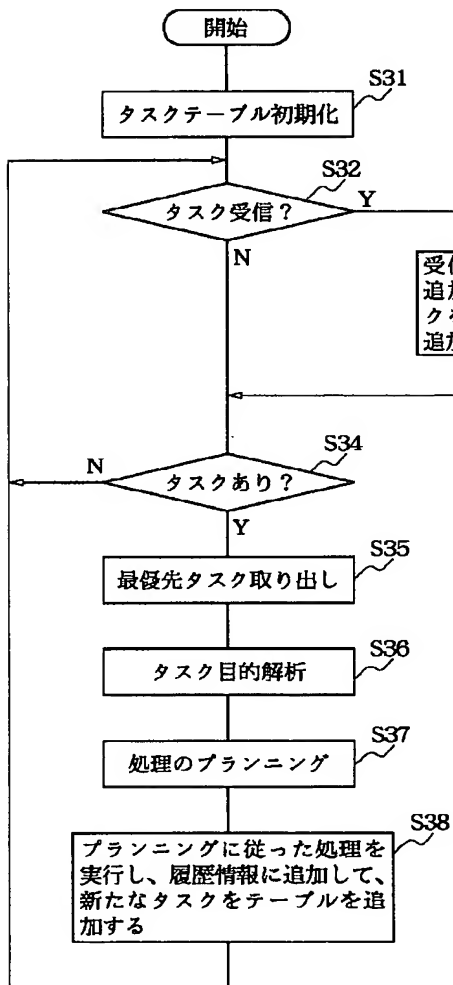 開始
S31
タスクテーブル初期化
S32
タスク受信？
Y
N
追加
クを
追加
S34
N
タスクあり？
Y
S35
最優先タスク取り出し
S36
タスク目的解析
S37
処理のプランニング
S38
プランニングに従った処理を
実行し、履歴情報に追加して、
新たなタスクをテーブルを追
加する